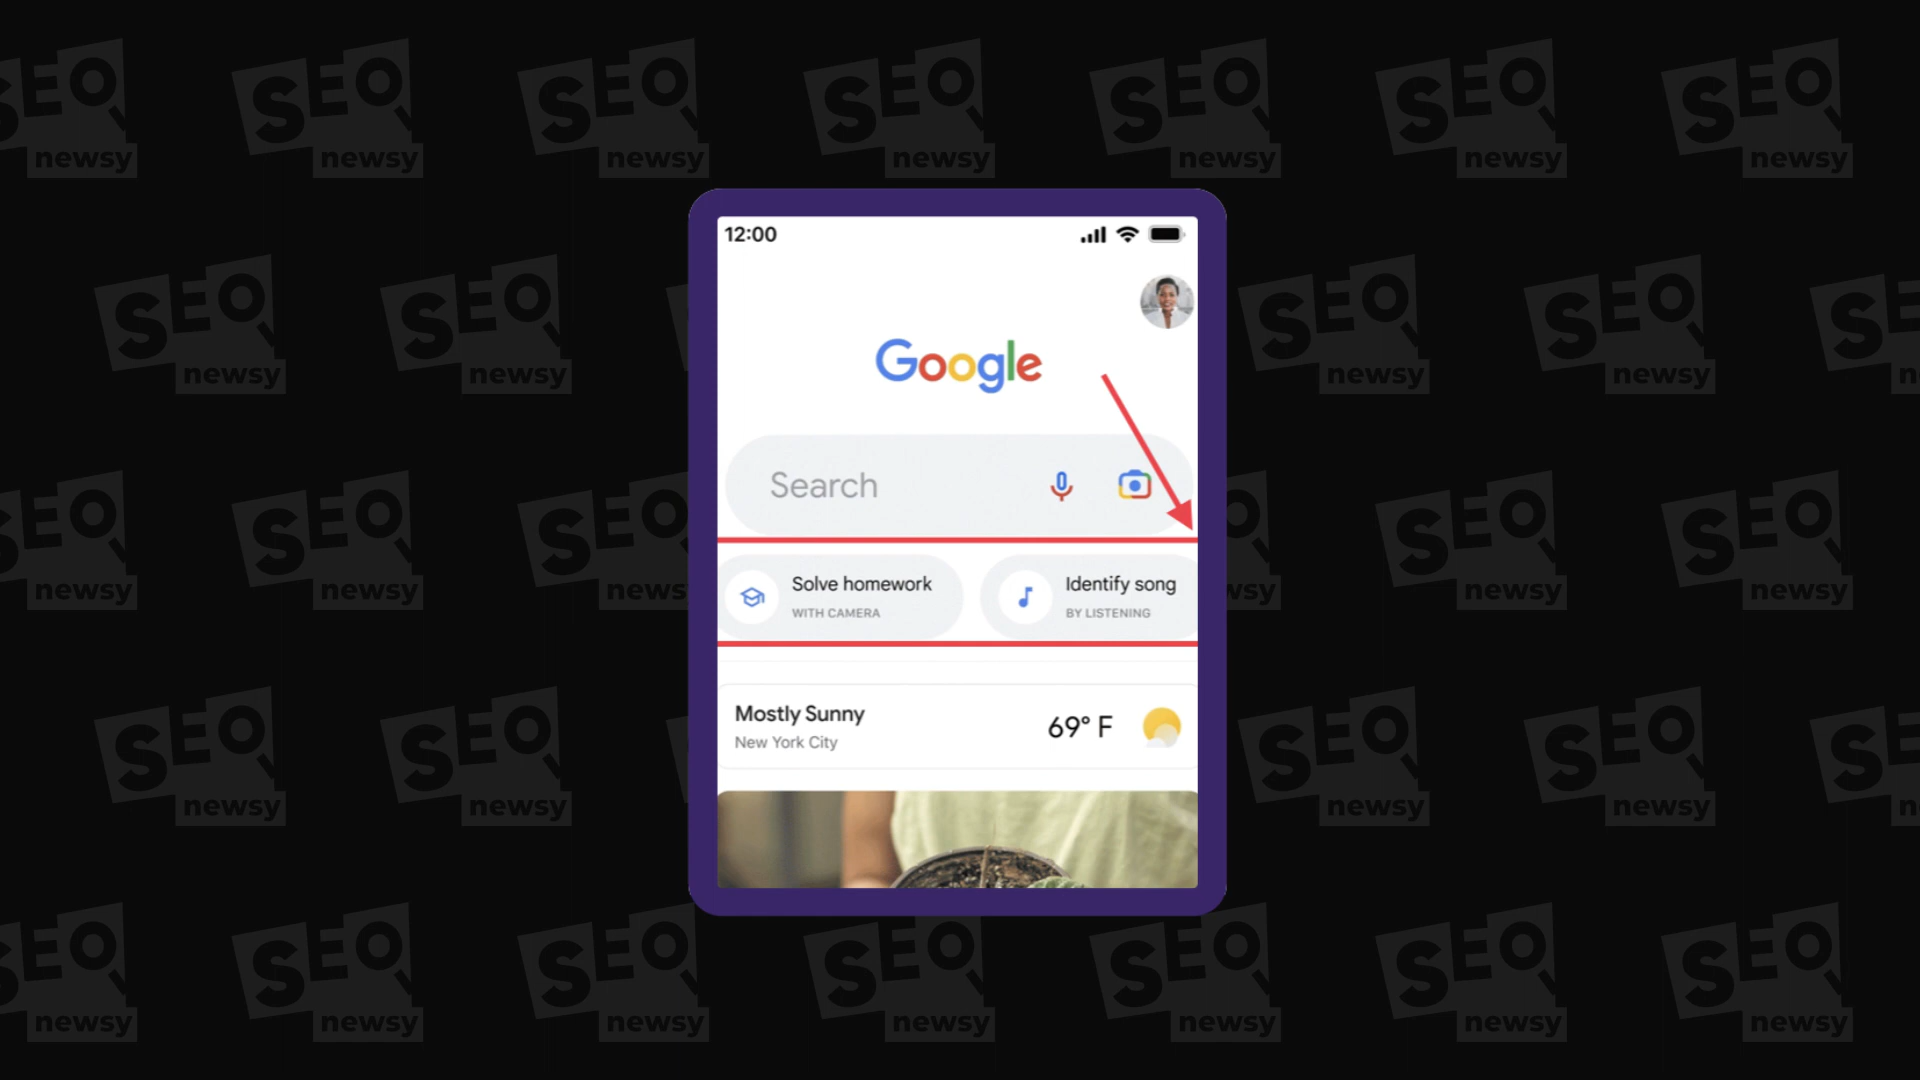 12:00
Google
Search
Solve homework
WITH CAMERA
Identify song
BY LISTENING
Mostly Sunny
New York City
69° F
SEO
newsy